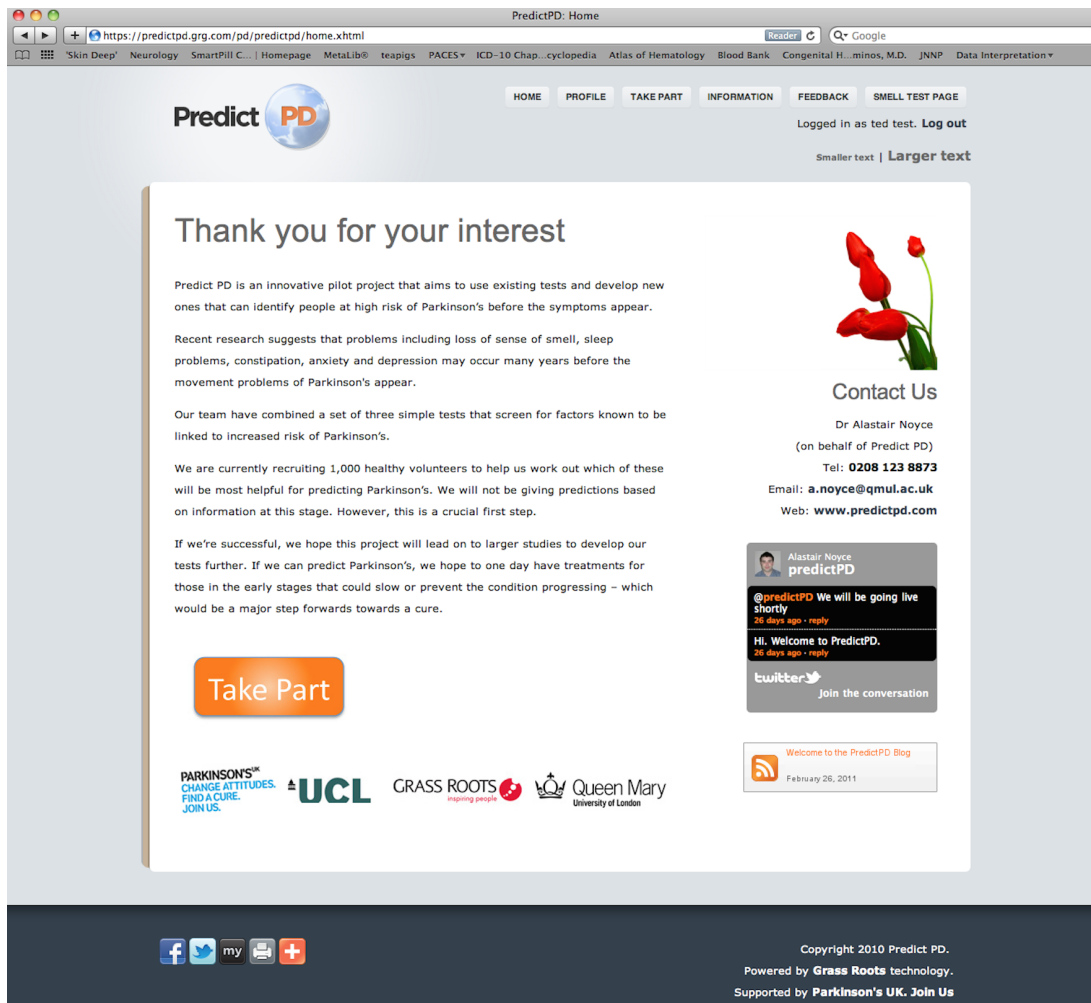 PredictPD: Home
https://predictpd.grg.com/pd/predictpd/home.xhtml
Reader
Google
'Skin Deep' Neurology SmartPill C... | Homepage MetaLib® teapigs PACES ICD-10 Chap...cyclopedia Atlas of Hematology Blood Bank Congenital H...minos, M.D. JNNP Data Interpretation
Predict PD
HOME PROFILE TAKE PART INFORMATION FEEDBACK SMELL TEST PAGE
Logged in as ted test. Log out
Smaller text | Larger text
Thank you for your interest
Predict PD is an innovative pilot project that aims to use existing tests and develop new
ones that can identify people at high risk of Parkinson's before the symptoms appear.
Recent research suggests that problems including loss of sense of smell, sleep
problems, constipation, anxiety and depression may occur many years before the
movement problems of Parkinson's appear.
Our team have combined a set of three simple tests that screen for factors known to be
linked to increased risk of Parkinson's.
We are currently recruiting 1,000 healthy volunteers to help us work out which of these
will be most helpful for predicting Parkinson's. We will not be giving predictions based
on information at this stage. However, this is a crucial first step.
If we're successful, we hope this project will lead on to larger studies to develop our
tests further. If we can predict Parkinson's, we hope to one day have treatments for
those in the early stages that could slow or prevent the condition progressing – which
would be a major step forwards towards a cure.
Take Part
PARKINSON'S UK
CHANGE ATTITUDES.
FIND A CURE.
JOIN US.
UCL
GRASS ROOTS
inspiring people
Queen Mary
University of London
Contact Us
Dr Alastair Noyce
(on behalf of Predict PD)
Tel: 0208 123 8873
Email: a.noyce@qmul.ac.uk
Web: www.predictpd.com
Alastair Noyce
predictPD
@predictPD We will be going live
shortly
26 days ago · reply
Hi. Welcome to PredictPD.
26 days ago · reply
twitter
Join the conversation
Welcome to the PredictPD Blog
February 26, 2011
f my
Copyright 2010 Predict PD.
Powered by Grass Roots technology.
Supported by Parkinson's UK. Join Us